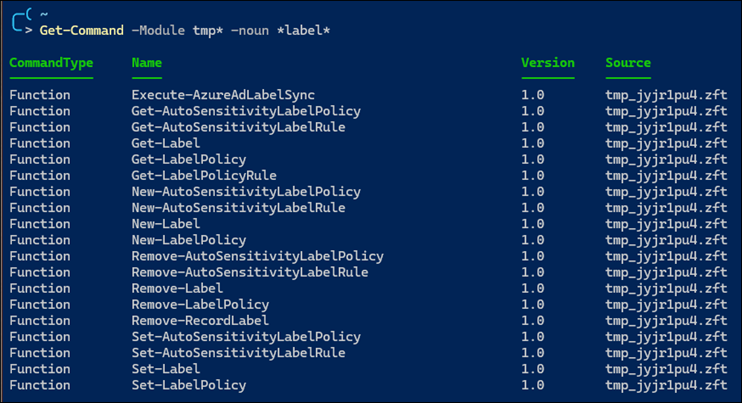 ~
> Get-Command -Module tmp* -noun *label*
CommandType Name Version Source
Function Execute-AzureAdLabelSync 1.0 tmp_jyjr1pu4.zft
Function Get-AutoSensitivityLabelPolicy 1.0 tmp_jyjr1pu4.zft
Function Get-AutoSensitivityLabelRule 1.0 tmp_jyjr1pu4.zft
Function Get-Label 1.0 tmp_jyjr1pu4.zft
Function Get-LabelPolicy 1.0 tmp_jyjr1pu4.zft
Function Get-LabelPolicyRule 1.0 tmp_jyjr1pu4.zft
Function New-AutoSensitivityLabelPolicy 1.0 tmp_jyjr1pu4.zft
Function New-AutoSensitivityLabelRule 1.0 tmp_jyjr1pu4.zft
Function New-Label 1.0 tmp_jyjr1pu4.zft
Function New-LabelPolicy 1.0 tmp_jyjr1pu4.zft
Function Remove-AutoSensitivityLabelPolicy 1.0 tmp_jyjr1pu4.zft
Function Remove-AutoSensitivityLabelRule 1.0 tmp_jyjr1pu4.zft
Function Remove-Label 1.0 tmp_jyjr1pu4.zft
Function Remove-LabelPolicy 1.0 tmp_jyjr1pu4.zft
Function Remove-RecordLabel 1.0 tmp_jyjr1pu4.zft
Function Set-AutoSensitivityLabelPolicy 1.0 tmp_jyjr1pu4.zft
Function Set-AutoSensitivityLabelRule 1.0 tmp_jyjr1pu4.zft
Function Set-Label 1.0 tmp_jyjr1pu4.zft
Function Set-LabelPolicy 1.0 tmp_jyjr1pu4.zft